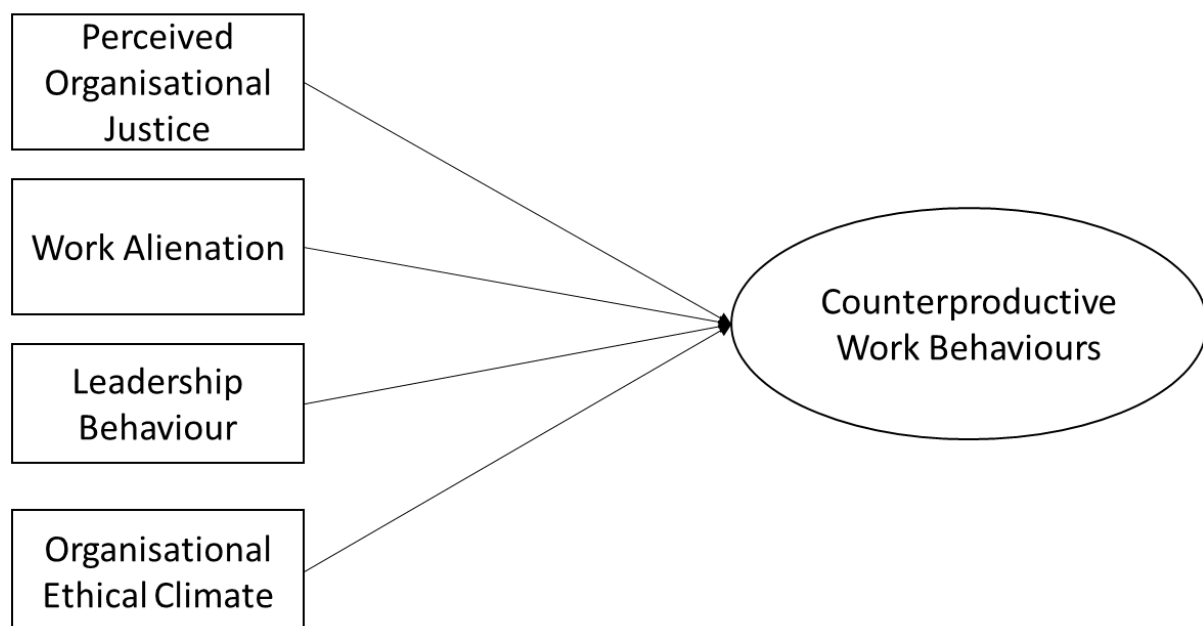 Perceived
Organisational
Justice
Work Alienation
Leadership
Behaviour
Organisational
Ethical Climate
Counterproductive
Work Behaviours